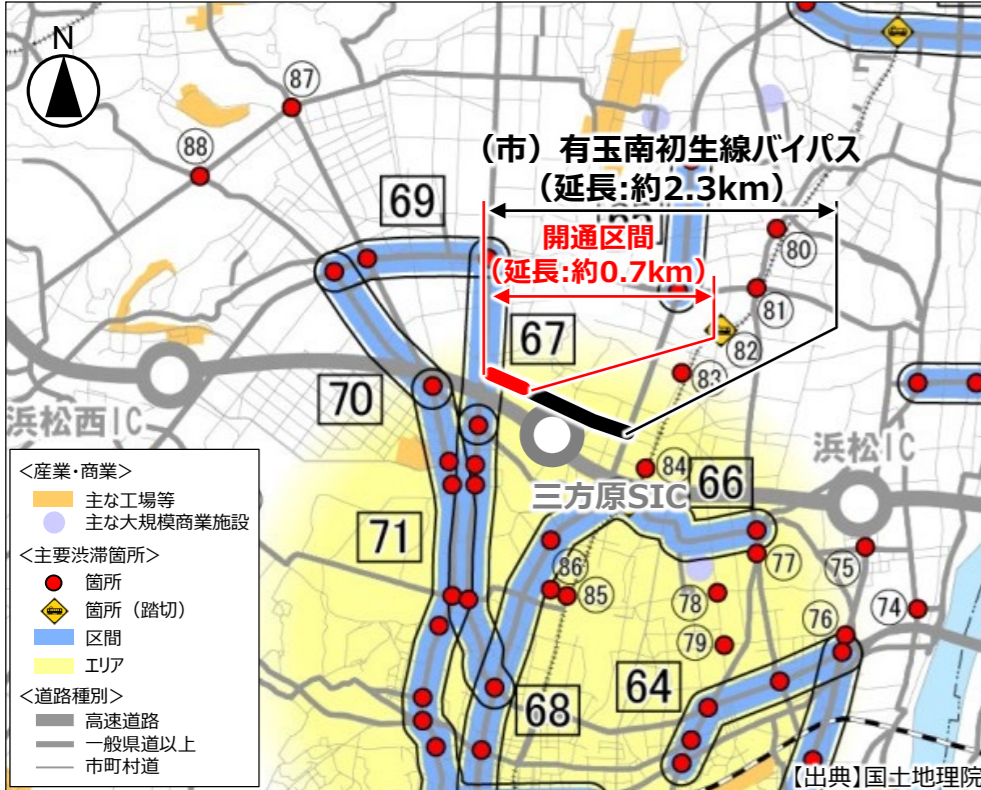 N
87
88
（市）有玉南初生線バイパス
（延長:約2.3km）
69
開通区間
（延長:約0.7km）
80
81
67
82
83
70
浜松西IC
浜松IC
84
66
三方原SIC
71
86
85
77
75
78
74
76
79
64
68
＜産業・商業＞
主な工場等
主な大規模商業施設
＜主要渋滞箇所＞
箇所
箇所（踏切）
区間
エリア
＜道路種別＞
高速道路
一般県道以上
市町村道
【出典】国土地理院